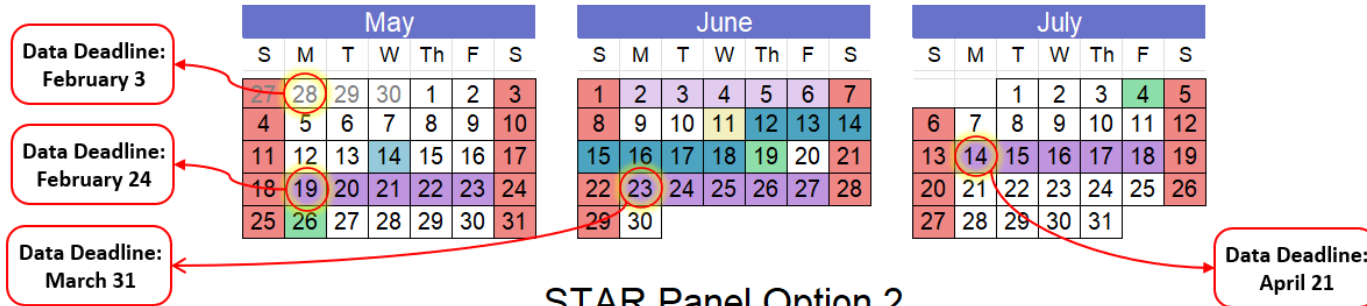 May
S M T W Th F S
27 28 29 30 1 2 3
4 5 6 7 8 9 10
11 12 13 14 15 16 17
18 19 20 21 22 23 24
25 26 27 28 29 30 31
June
S M T W Th F S
1 2 3 4 5 6 7
8 9 10 11 12 13 14
15 16 17 18 19 20 21
22 23 24 25 26 27 28
29 30
July
S M T W Th F S
1 2 3 4 5
6 7 8 9 10 11 12
13 14 15 16 17 18 19
20 21 22 23 24 25 26
27 28 29 30 31
Data Deadline:
February 3
Data Deadline:
February 24
Data Deadline:
March 31
Data Deadline:
April 21
STAR Panel Option 2